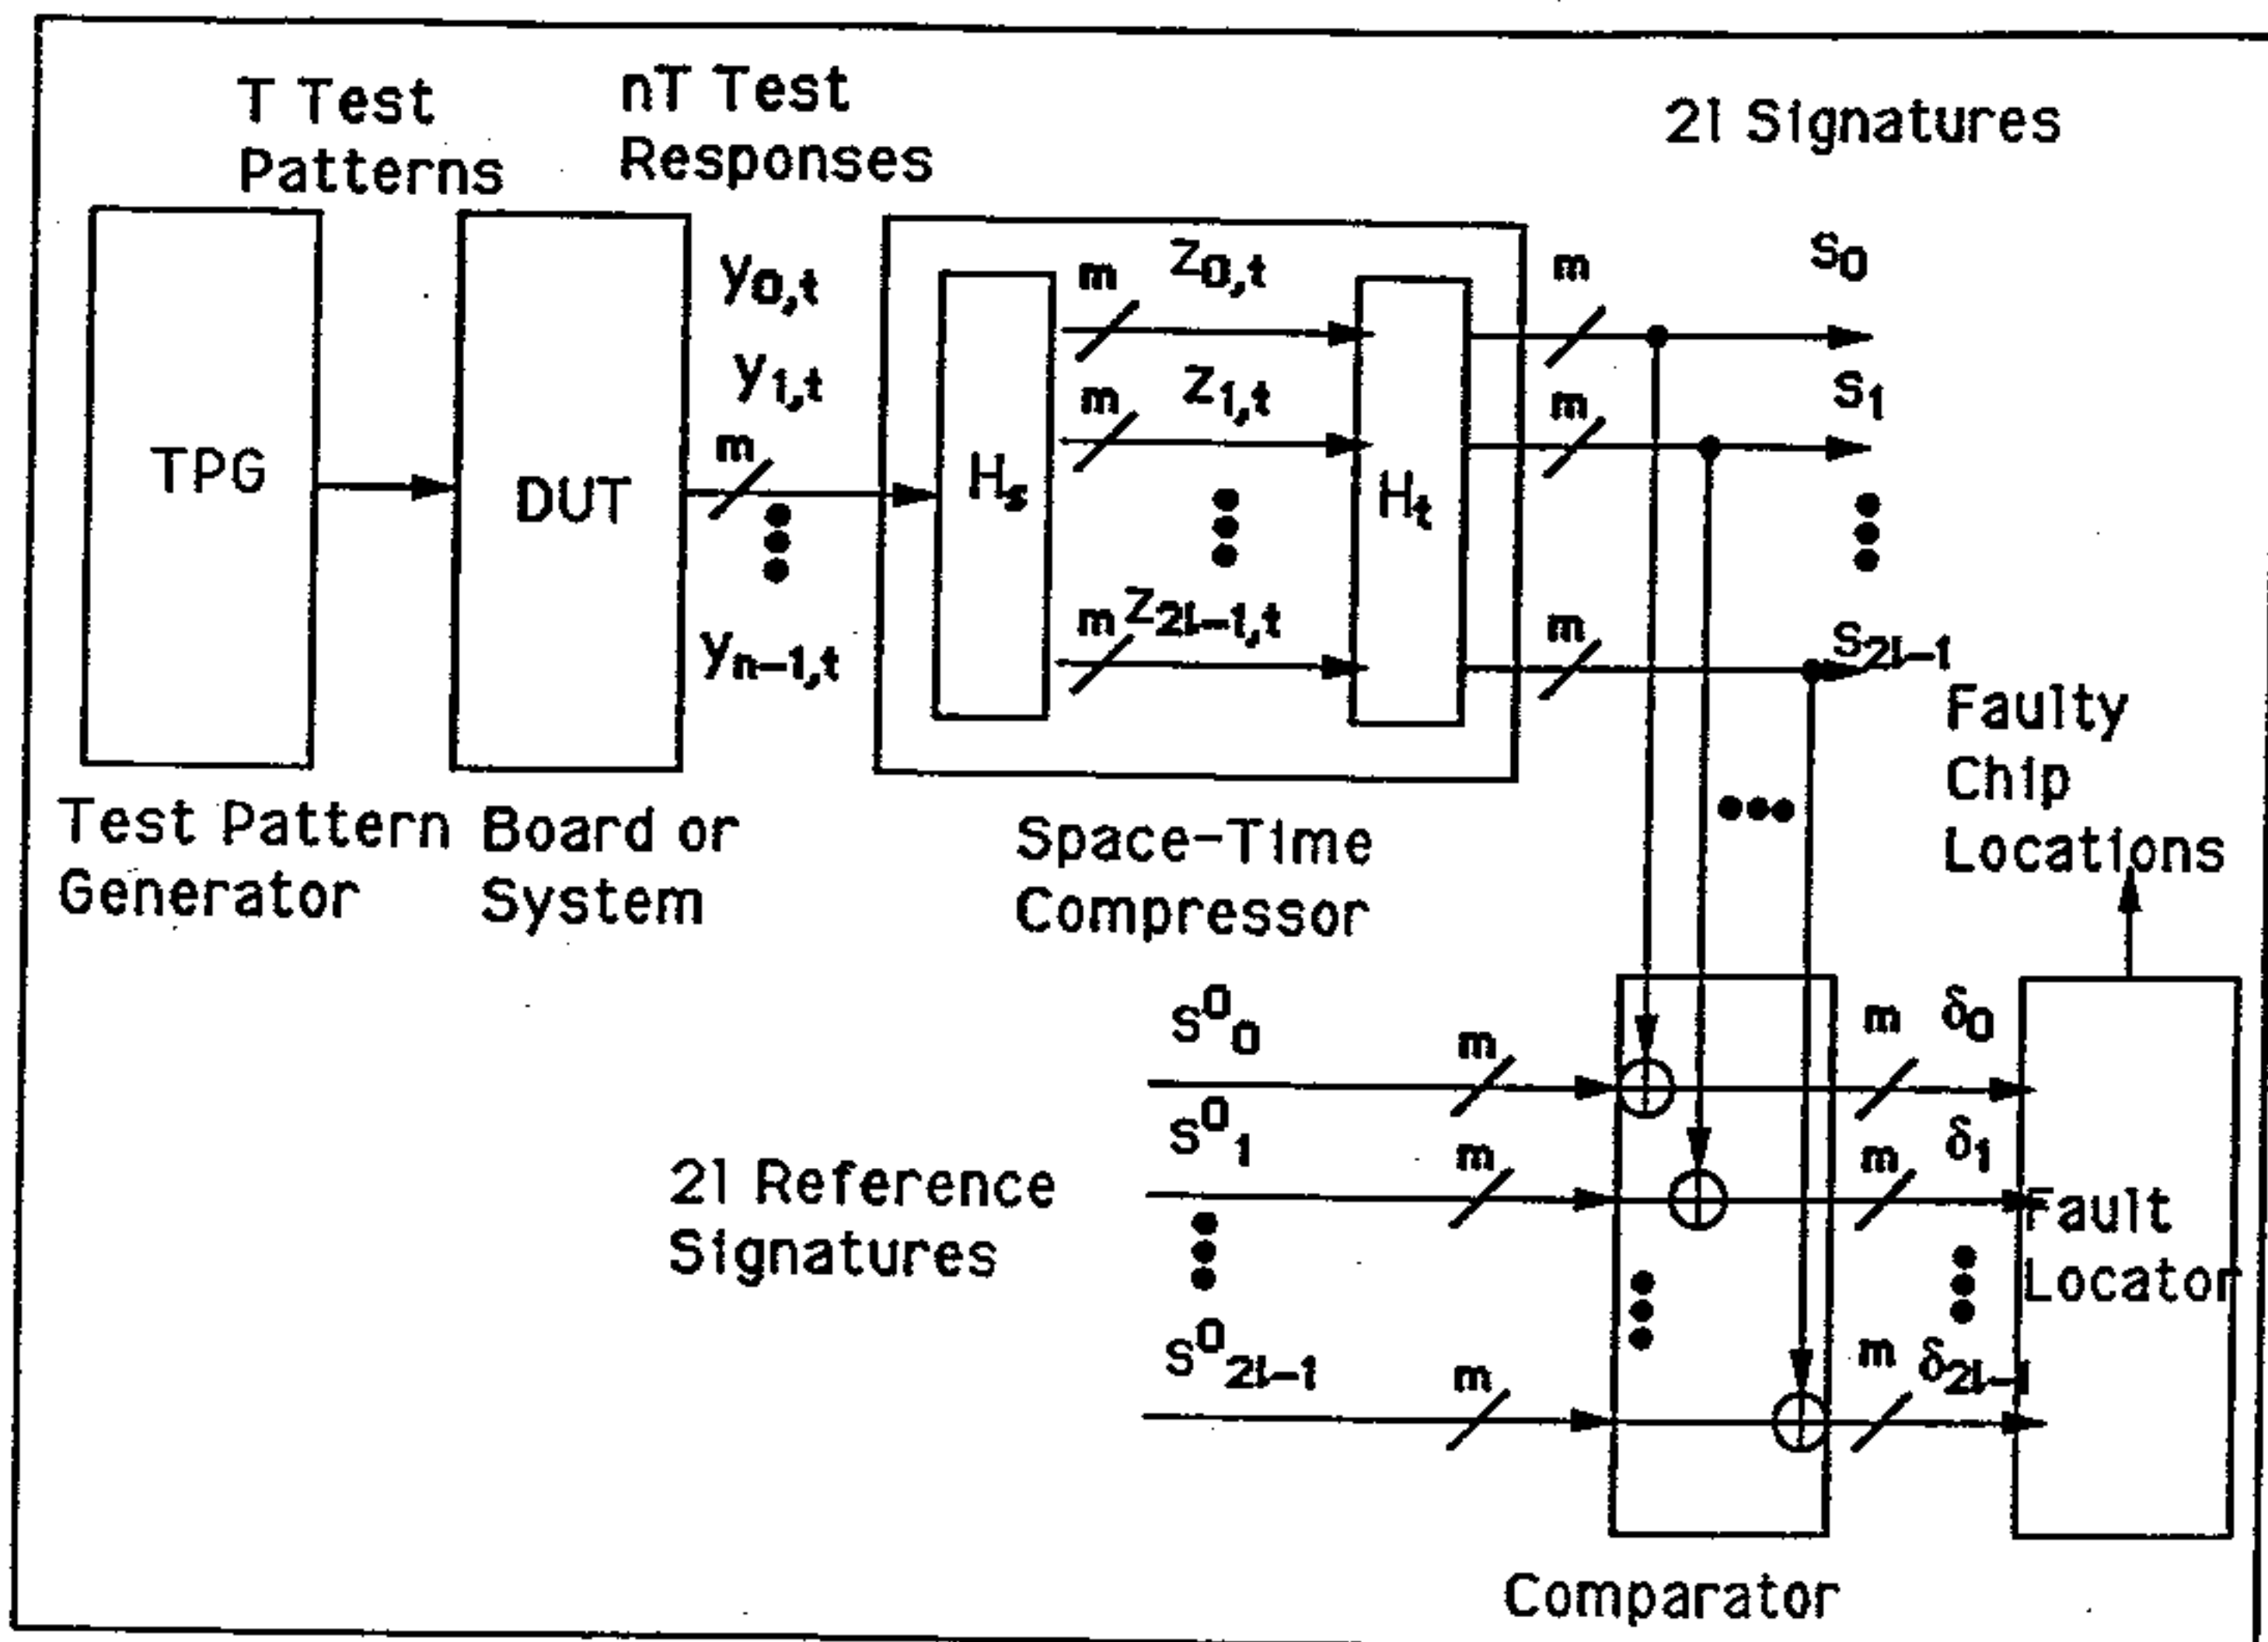 T Test
Patterns
nT Test
Responses
2l Signatures
TPG
DUT
y0,t
y1,t
m
yn-1,t
Hs
m
z0,t
m
z1,t
m
z2l-1,t
Ht
m
s0
m
s1
m
s2l-1
Test Pattern
Generator
Board or
System
Space-Time
Compressor
Faulty
Chip
Locations
2l Reference
Signatures
s⁰0
m
s⁰1
m
s⁰2l-1
m
m
δ0
m
δ1
m
δ2l-1
Fault
Locator
Comparator